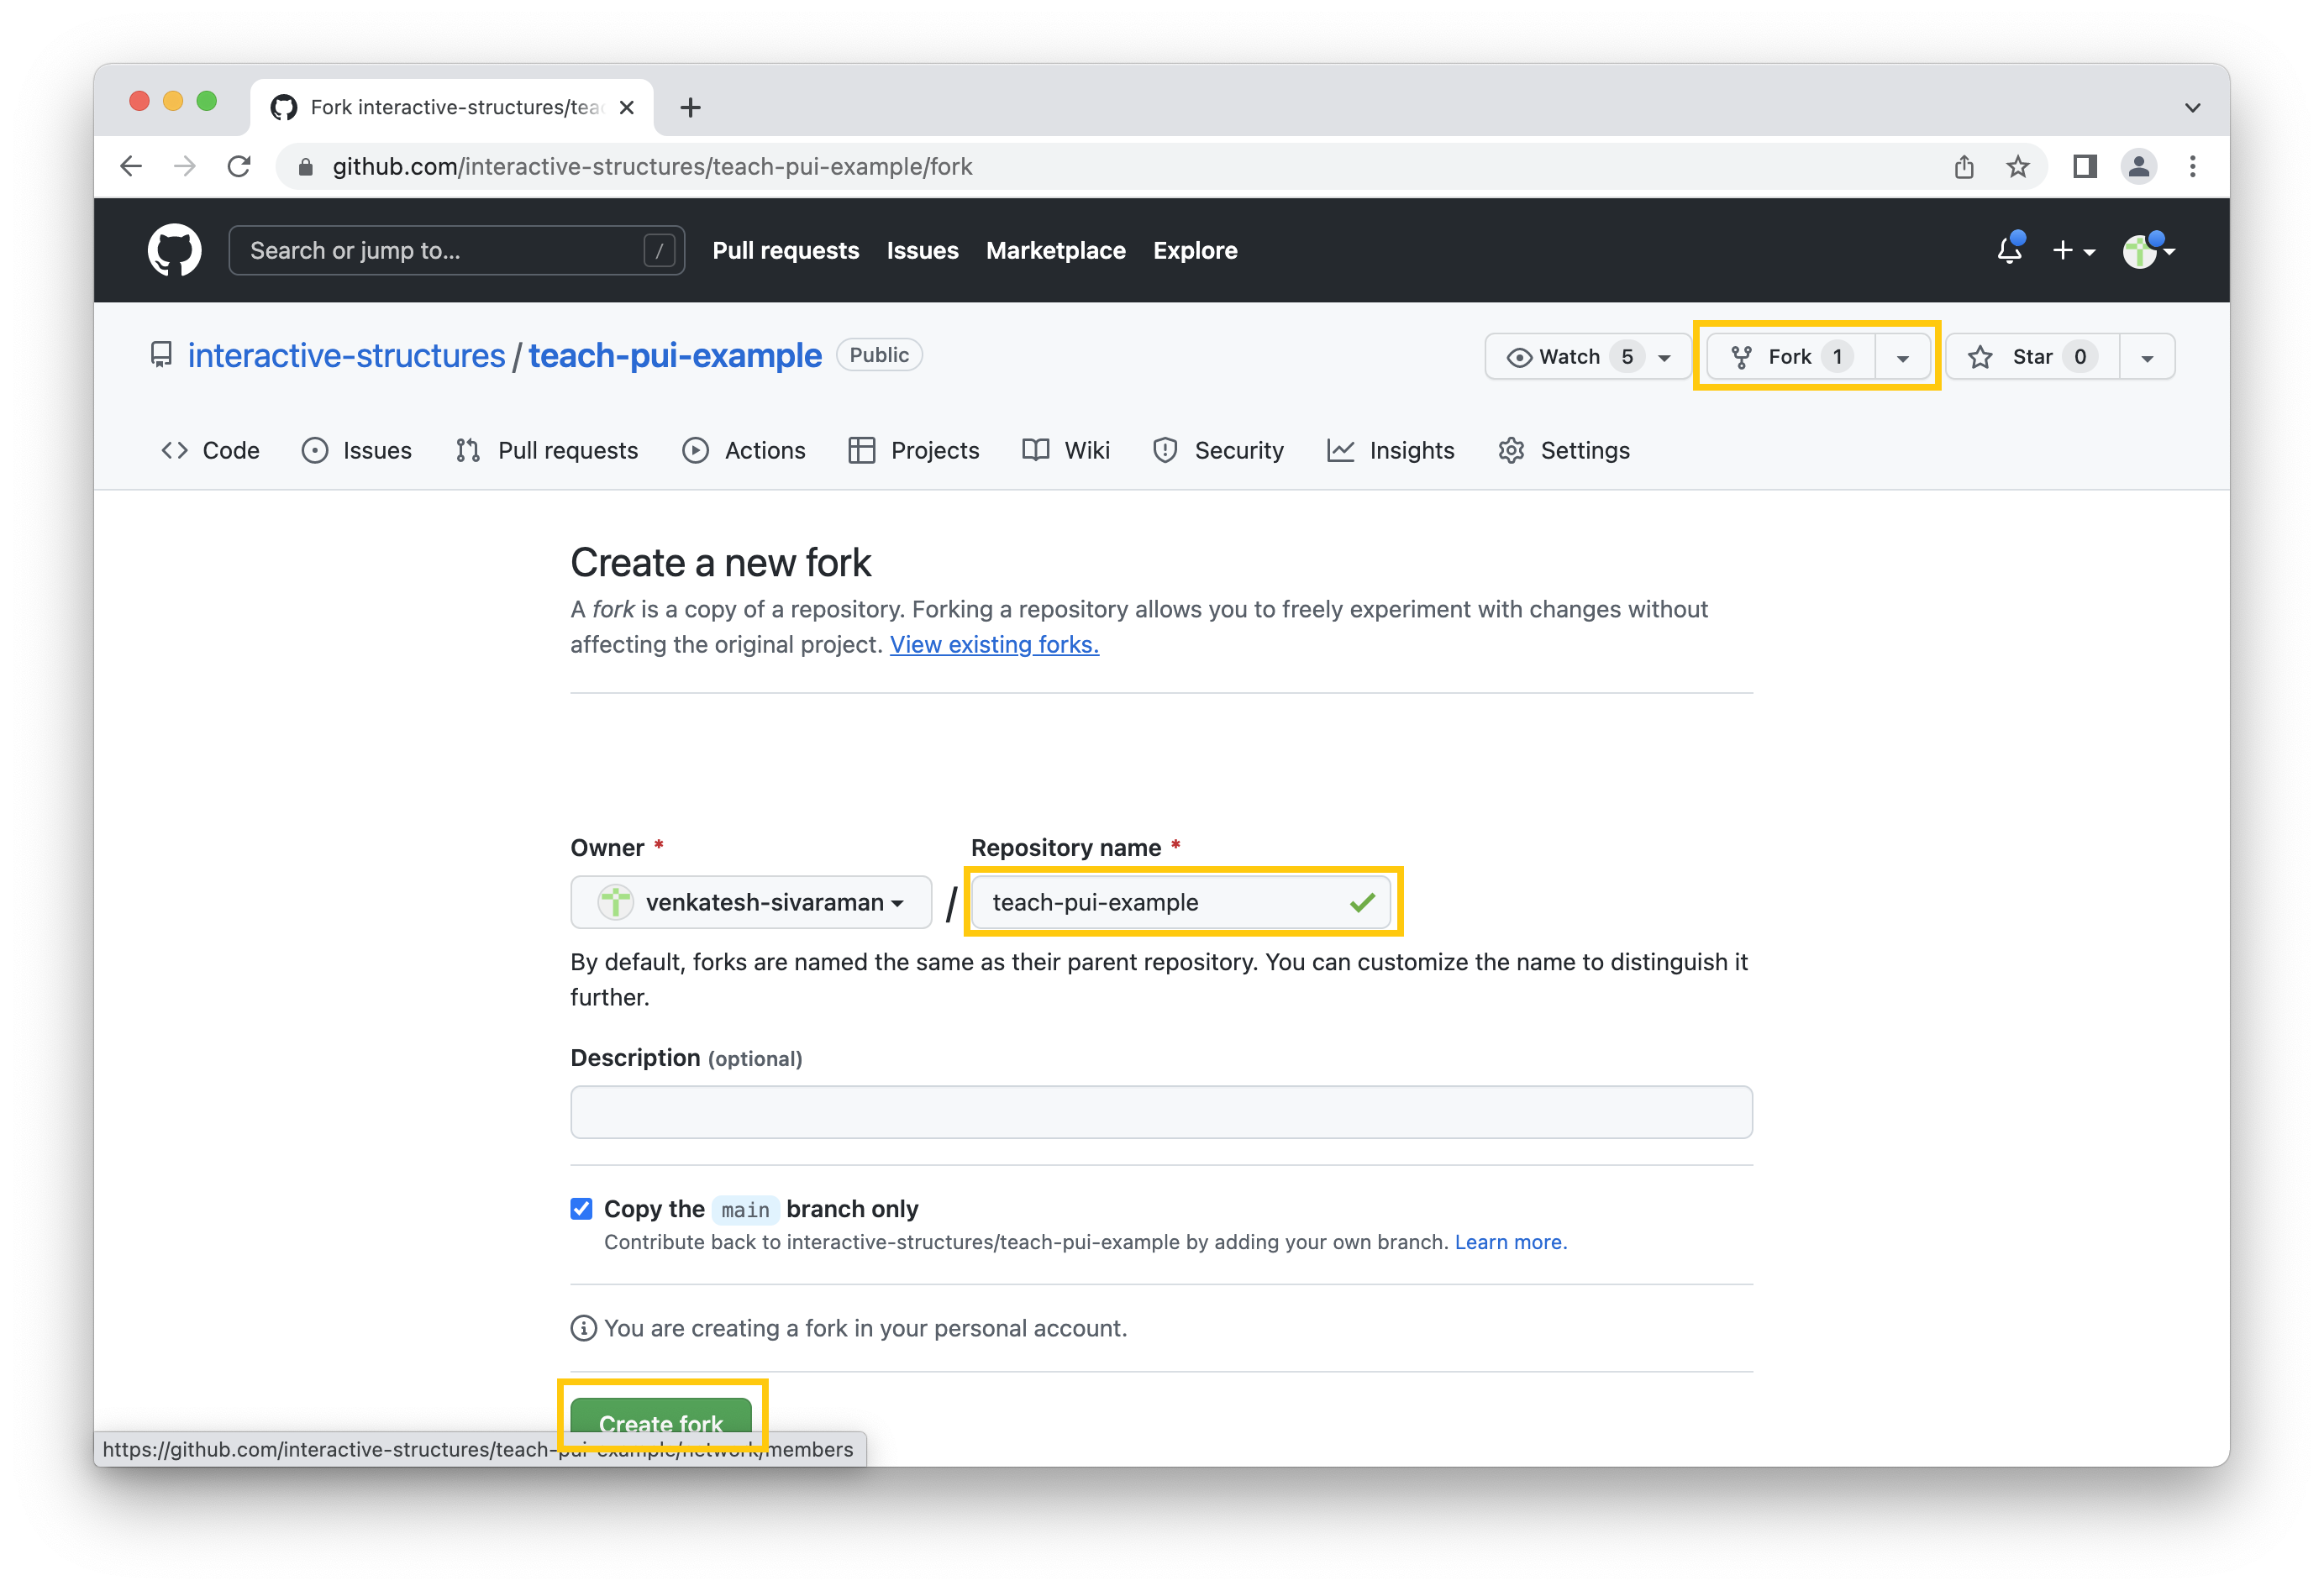 Fork interactive-structures/teac
github.com/interactive-structures/teach-pui-example/fork
Search or jump to... /
Pull requests Issues Marketplace Explore
interactive-structures / teach-pui-example Public
Watch 5 Fork 1 Star 0
Code Issues Pull requests Actions Projects Wiki Security Insights Settings
Create a new fork
A fork is a copy of a repository. Forking a repository allows you to freely experiment with changes without
affecting the original project. View existing forks.
Owner * Repository name *
venkatesh-sivaraman / teach-pui-example
By default, forks are named the same as their parent repository. You can customize the name to distinguish it
further.
Description (optional)
Copy the main branch only
Contribute back to interactive-structures/teach-pui-example by adding your own branch. Learn more.
You are creating a fork in your personal account.
Create fork
https://github.com/interactive-structures/teach-pui-example/network/members